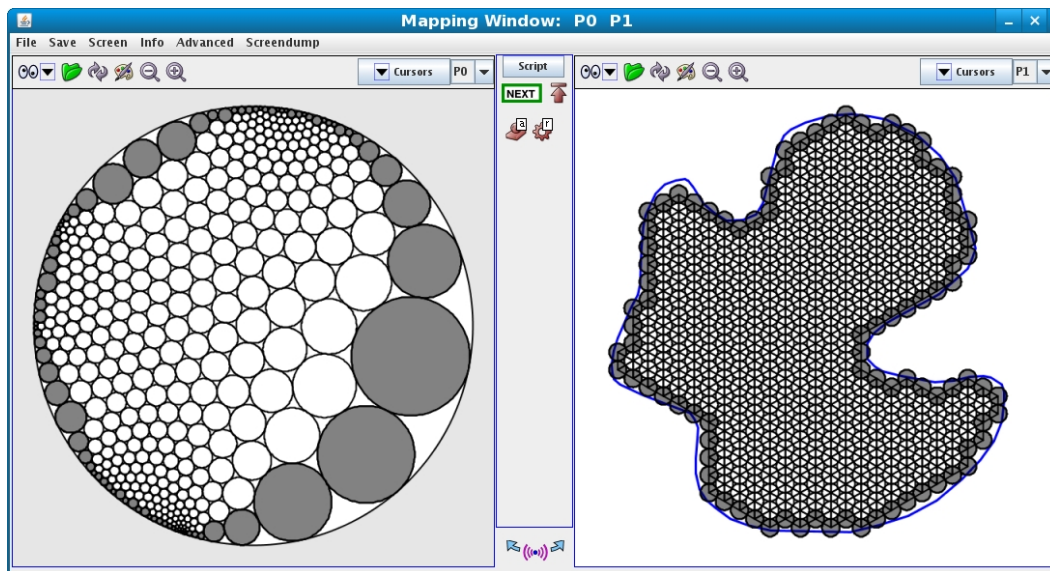 Mapping Window: P0 P1
File Save Screen Info Advanced Screendump
Cursors P0
Script
NEXT
a r
Cursors P1